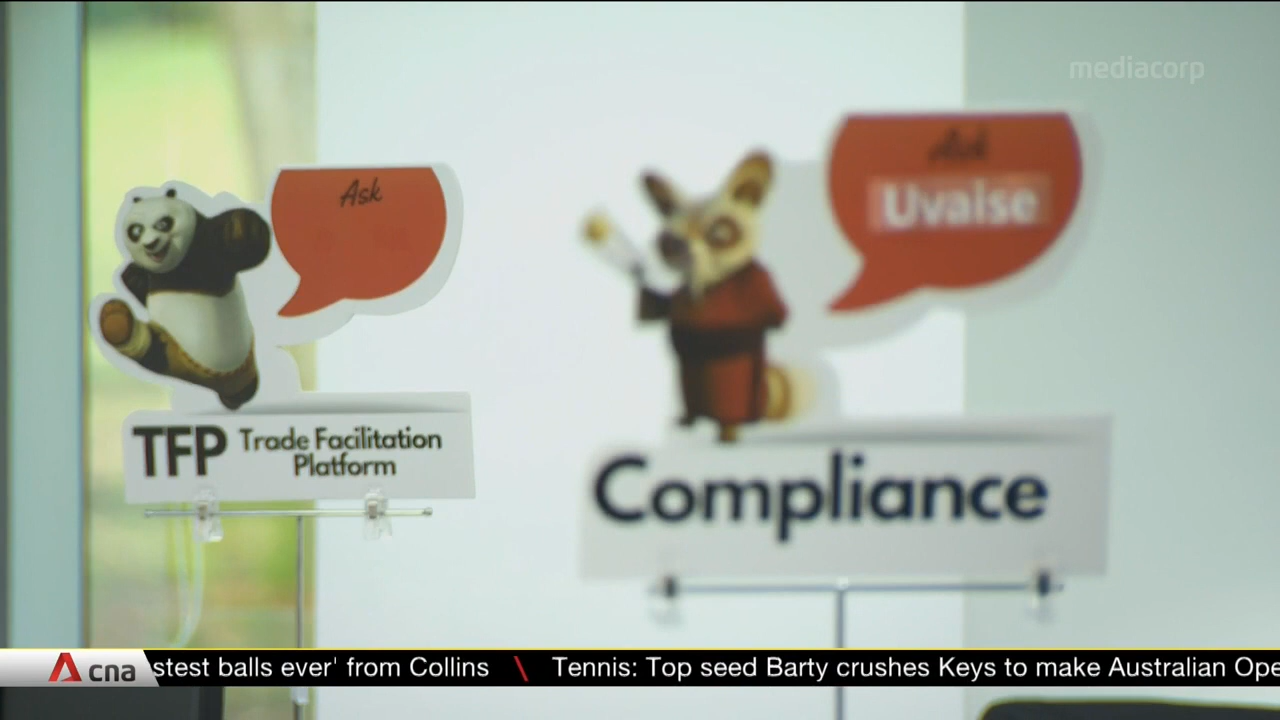 mediacorp
Ask
TFP Trade Facilitation
Platform
Ask
Uvaise
Compliance
cna
stest balls ever' from Collins \ Tennis: Top seed Barty crushes Keys to make Australian Ope